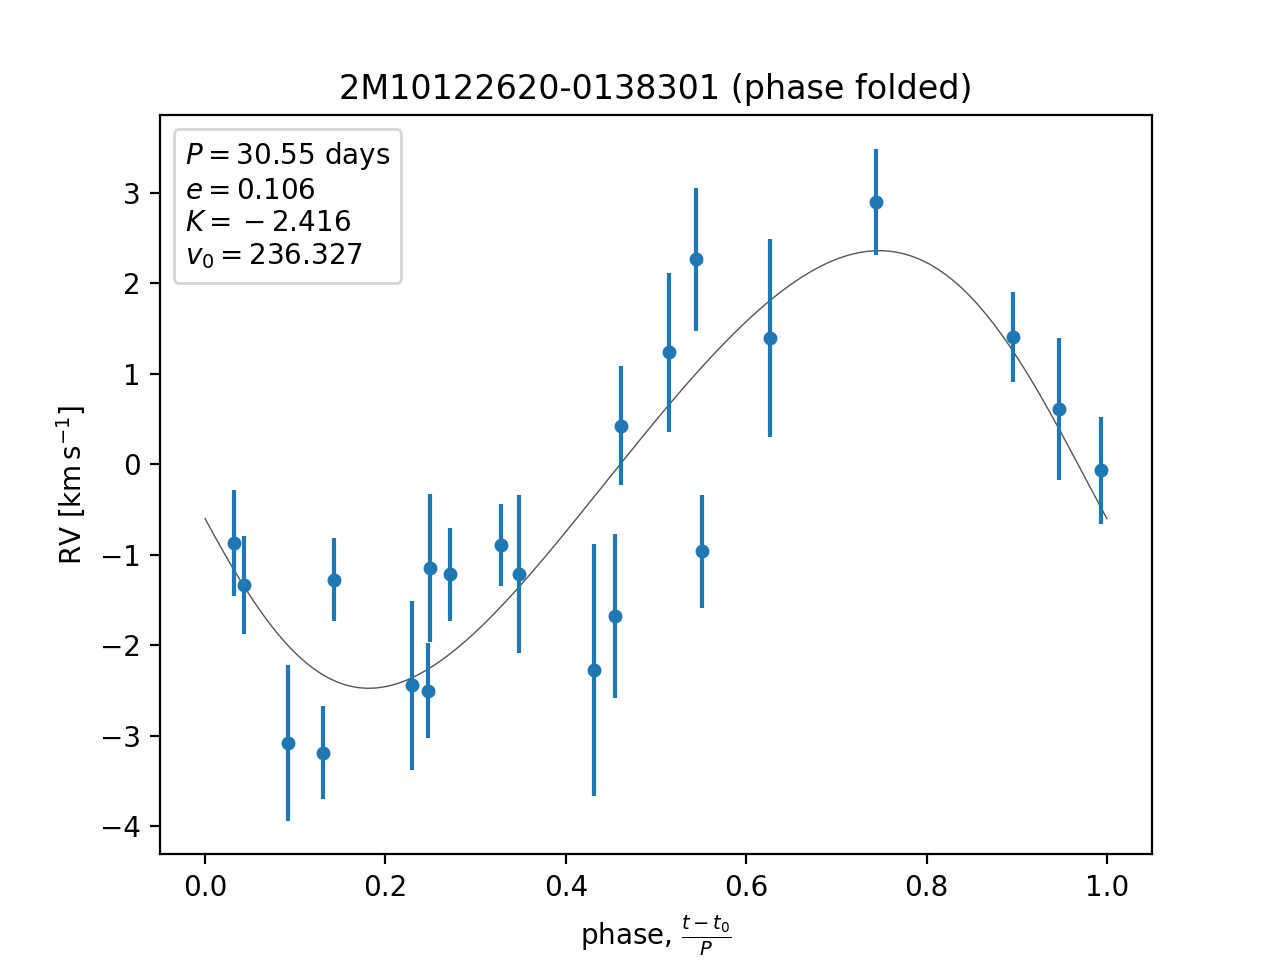 2M10122620-0138301 (phase folded)
P = 30.55 days
e = 0.106
K = −2.416
v₀ = 236.327
3
2
1
0
−1
−2
−3
−4
RV [km s⁻¹]
0.0 0.2 0.4 0.6 0.8 1.0
phase, (t − t₀)/P